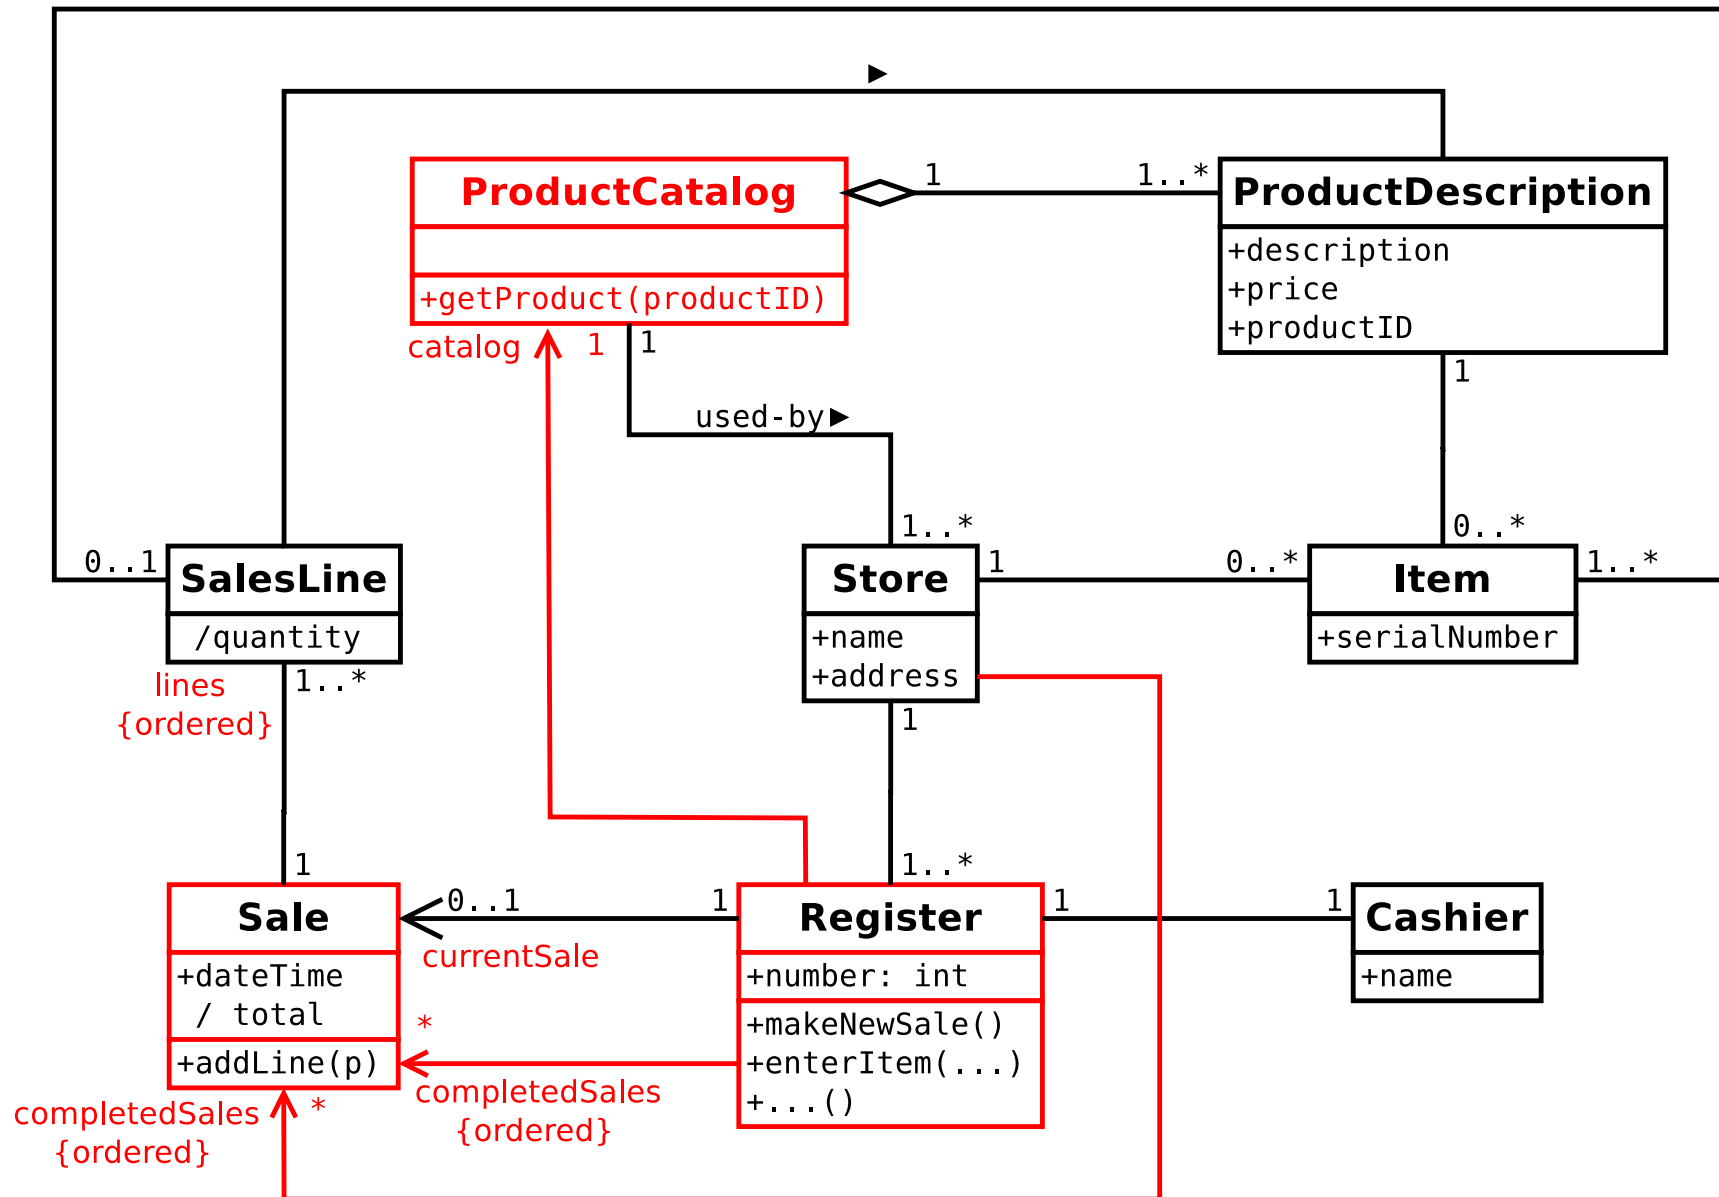 ►
ProductCatalog
+getProduct(productID)
1
1..*
ProductDescription
+description
+price
+productID
catalog
1
1
1
used-by►
1..*
0..*
0..1
SalesLine
/quantity
Store
+name
+address
1
0..*
Item
+serialNumber
1..*
lines
{ordered}
1..*
1
1
1..*
Sale
+dateTime
/ total
+addLine(p)
0..1
1
currentSale
*
completedSales
{ordered}
Register
+number: int
+makeNewSale()
+enterItem(...)
+...()
1
1
Cashier
+name
completedSales
{ordered}
*